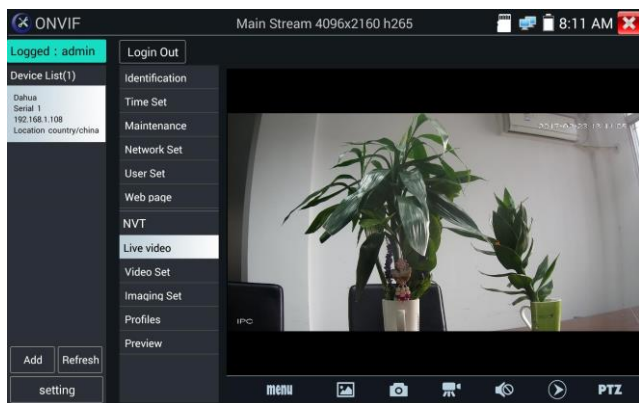 ONVIF
Main Stream 4096x2160 h265
8:11 AM
Logged : admin
Login Out
Device List(1)
Dahua
Serial 1
192.168.1.108
Location country/china
Identification
Time Set
Maintenance
Network Set
User Set
Web page
NVT
Live video
Video Set
Imaging Set
Profiles
Preview
IPC
Add
Refresh
setting
menu
PTZ